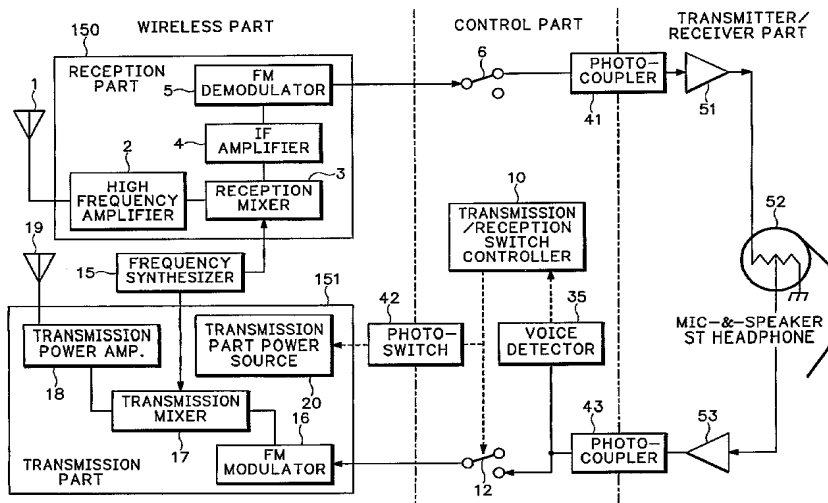 WIRELESS PART
CONTROL PART
TRANSMITTER/
RECEIVER PART
150
RECEPTION
PART
1
5
FM
DEMODULATOR
4
IF
AMPLIFIER
2
HIGH
FREQUENCY
AMPLIFIER
3
RECEPTION
MIXER
6
PHOTO-
COUPLER
41
51
10
TRANSMISSION
/RECEPTION
SWITCH
CONTROLLER
52
19
15
FREQUENCY
SYNTHESIZER
151
42
PHOTO-
SWITCH
35
VOICE
DETECTOR
MIC-&-SPEAKER
ST HEADPHONE
TRANSMISSION
POWER AMP.
18
TRANSMISSION
PART POWER
SOURCE
20
TRANSMISSION
MIXER
17
16
FM
MODULATOR
TRANSMISSION
PART
12
43
PHOTO-
COUPLER
53